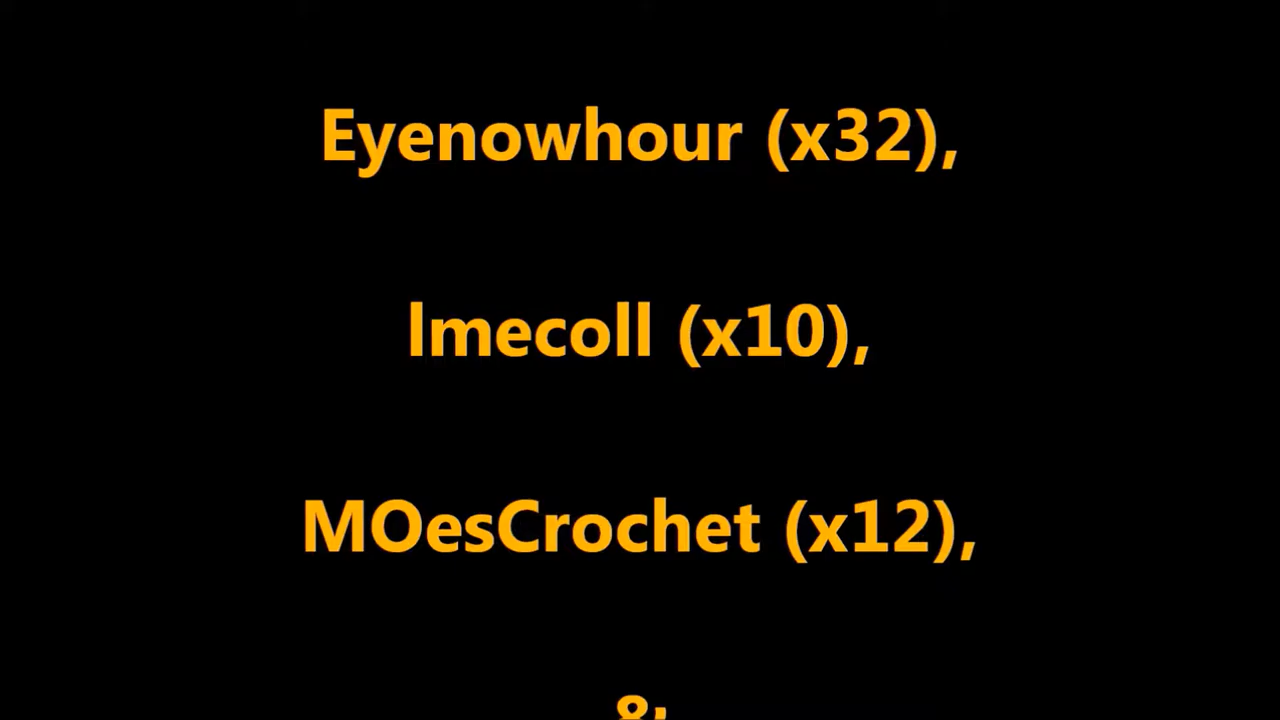 Eyenowhour (x32),
lmecoll (x10),
MOesCrochet (x12),
&